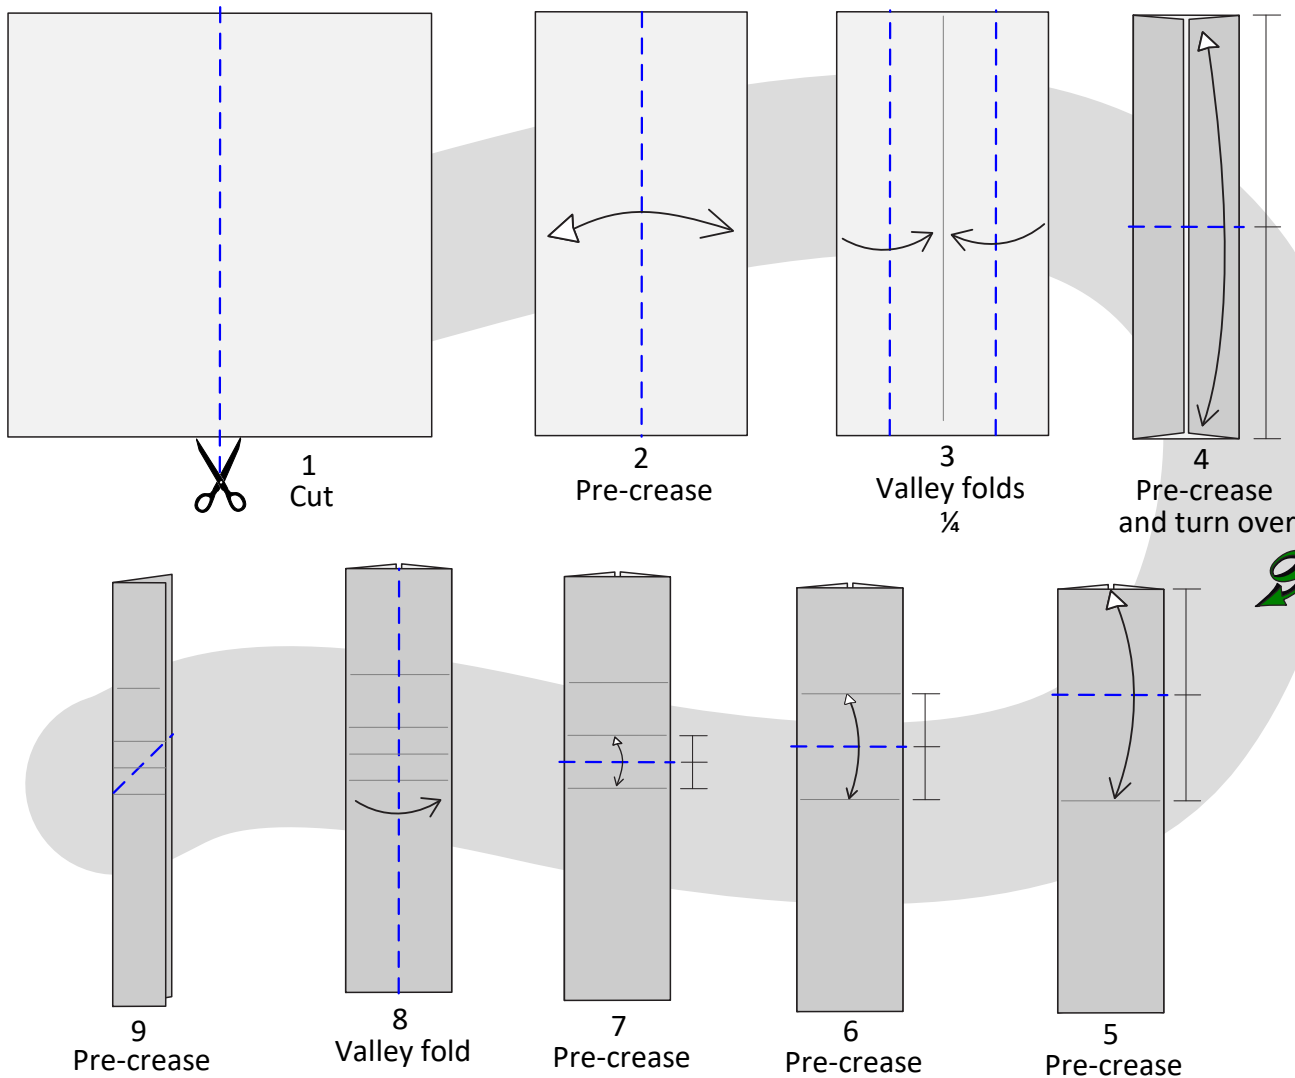 1
Cut
2
Pre-crease
3
Valley folds
¼
4
Pre-crease
and turn over
5
Pre-crease
6
Pre-crease
7
Pre-crease
8
Valley fold
9
Pre-crease